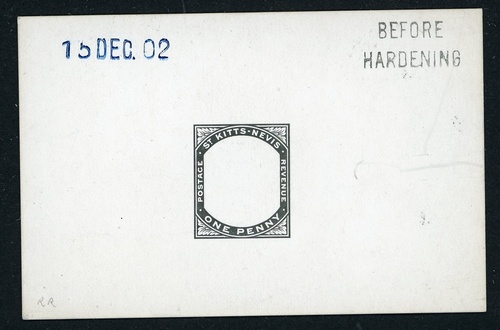 15 DEC. 02
BEFORE
HARDENING
ST KITTS-NEVIS
POSTAGE
REVENUE
ONE PENNY